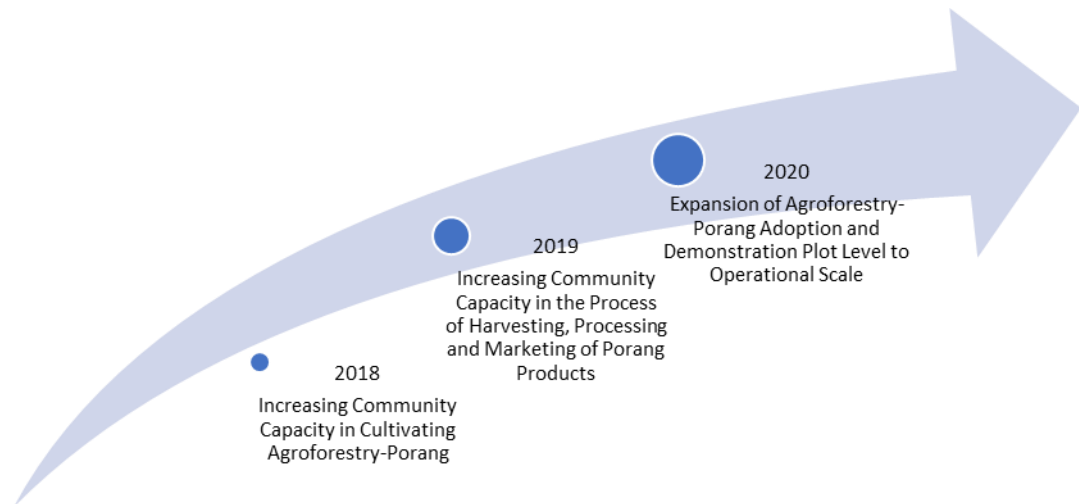 2018
Increasing Community
Capacity in Cultivating
Agroforestry-Porang
2019
Increasing Community
Capacity in the Process
of Harvesting, Processing
and Marketing of Porang
Products
2020
Expansion of Agroforestry-
Porang Adoption and
Demonstration Plot Level to
Operational Scale